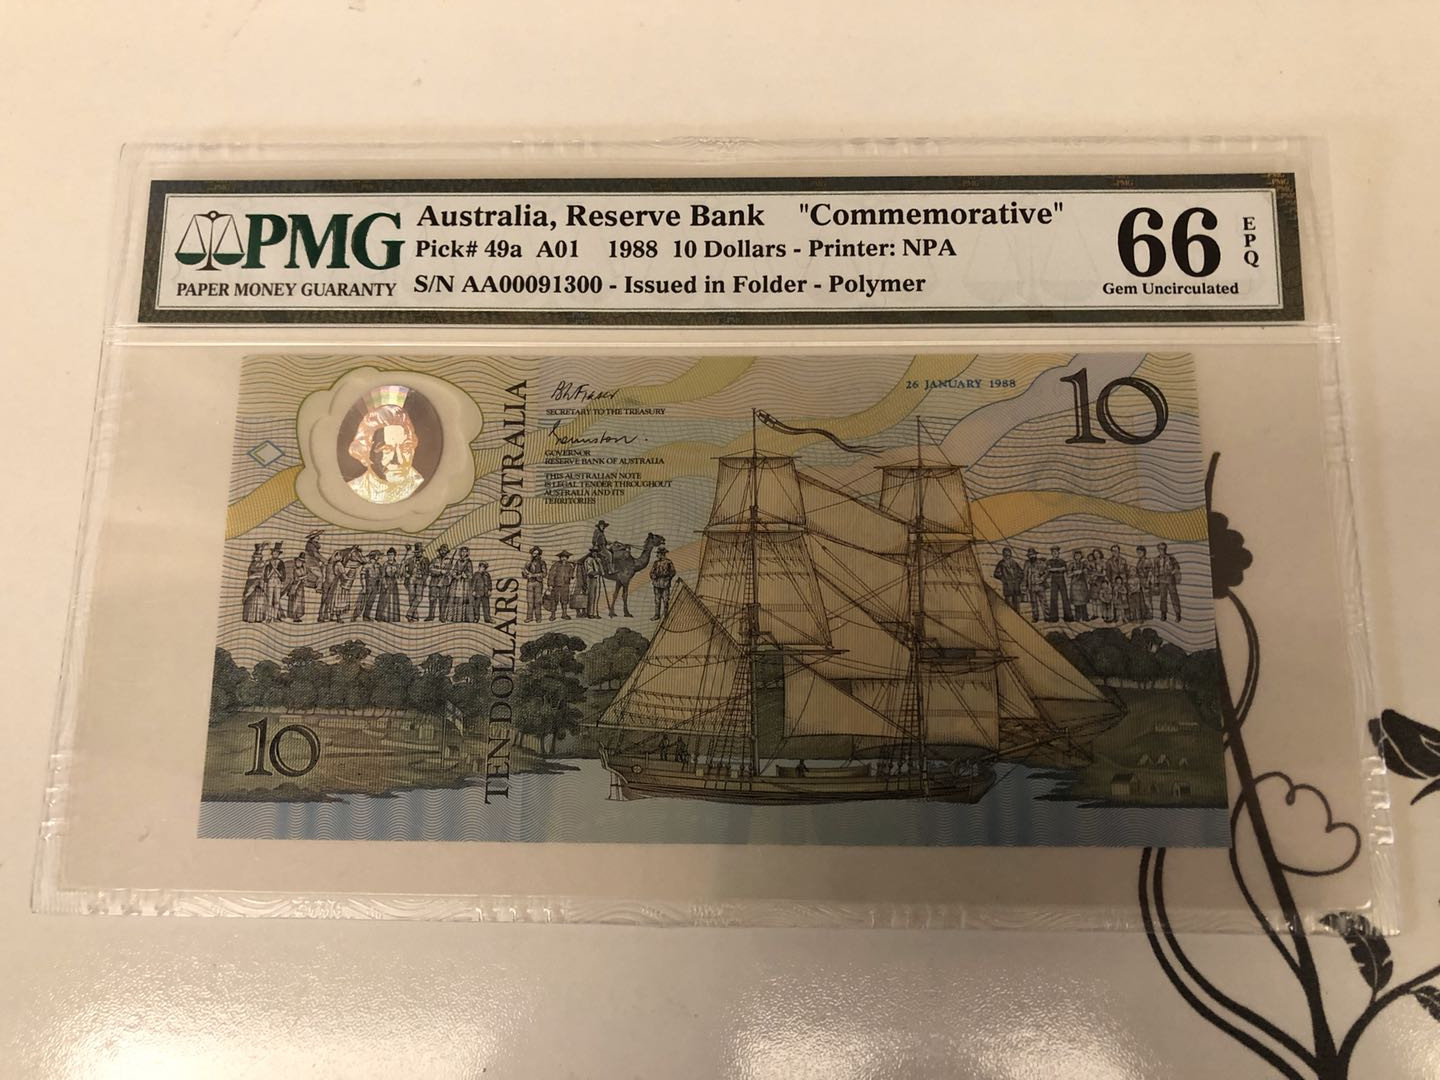 PMG
PAPER MONEY GUARANTY
Australia, Reserve Bank "Commemorative"
Pick# 49a A01 1988 10 Dollars - Printer: NPA
S/N AA00091300 - Issued in Folder - Polymer
66
EPQ
Gem Uncirculated
SECRETARY TO THE TREASURY
GOVERNOR
RESERVE BANK OF AUSTRALIA
THIS AUSTRALIAN NOTE
IS LEGAL TENDER THROUGHOUT
AUSTRALIA AND ITS
TERRITORIES
26 JANUARY 1988
10
TEN DOLLARS AUSTRALIA
10